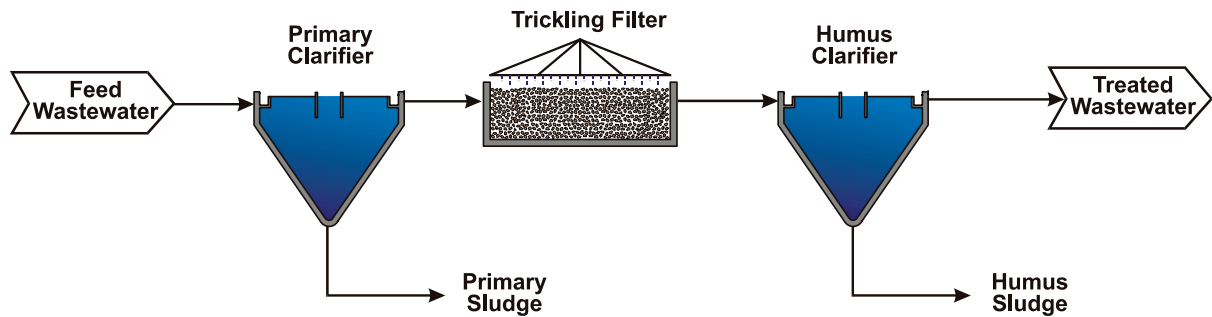 Trickling Filter
Primary
Clarifier
Humus
Clarifier
Feed
Wastewater
Treated
Wastewater
Primary
Sludge
Humus
Sludge